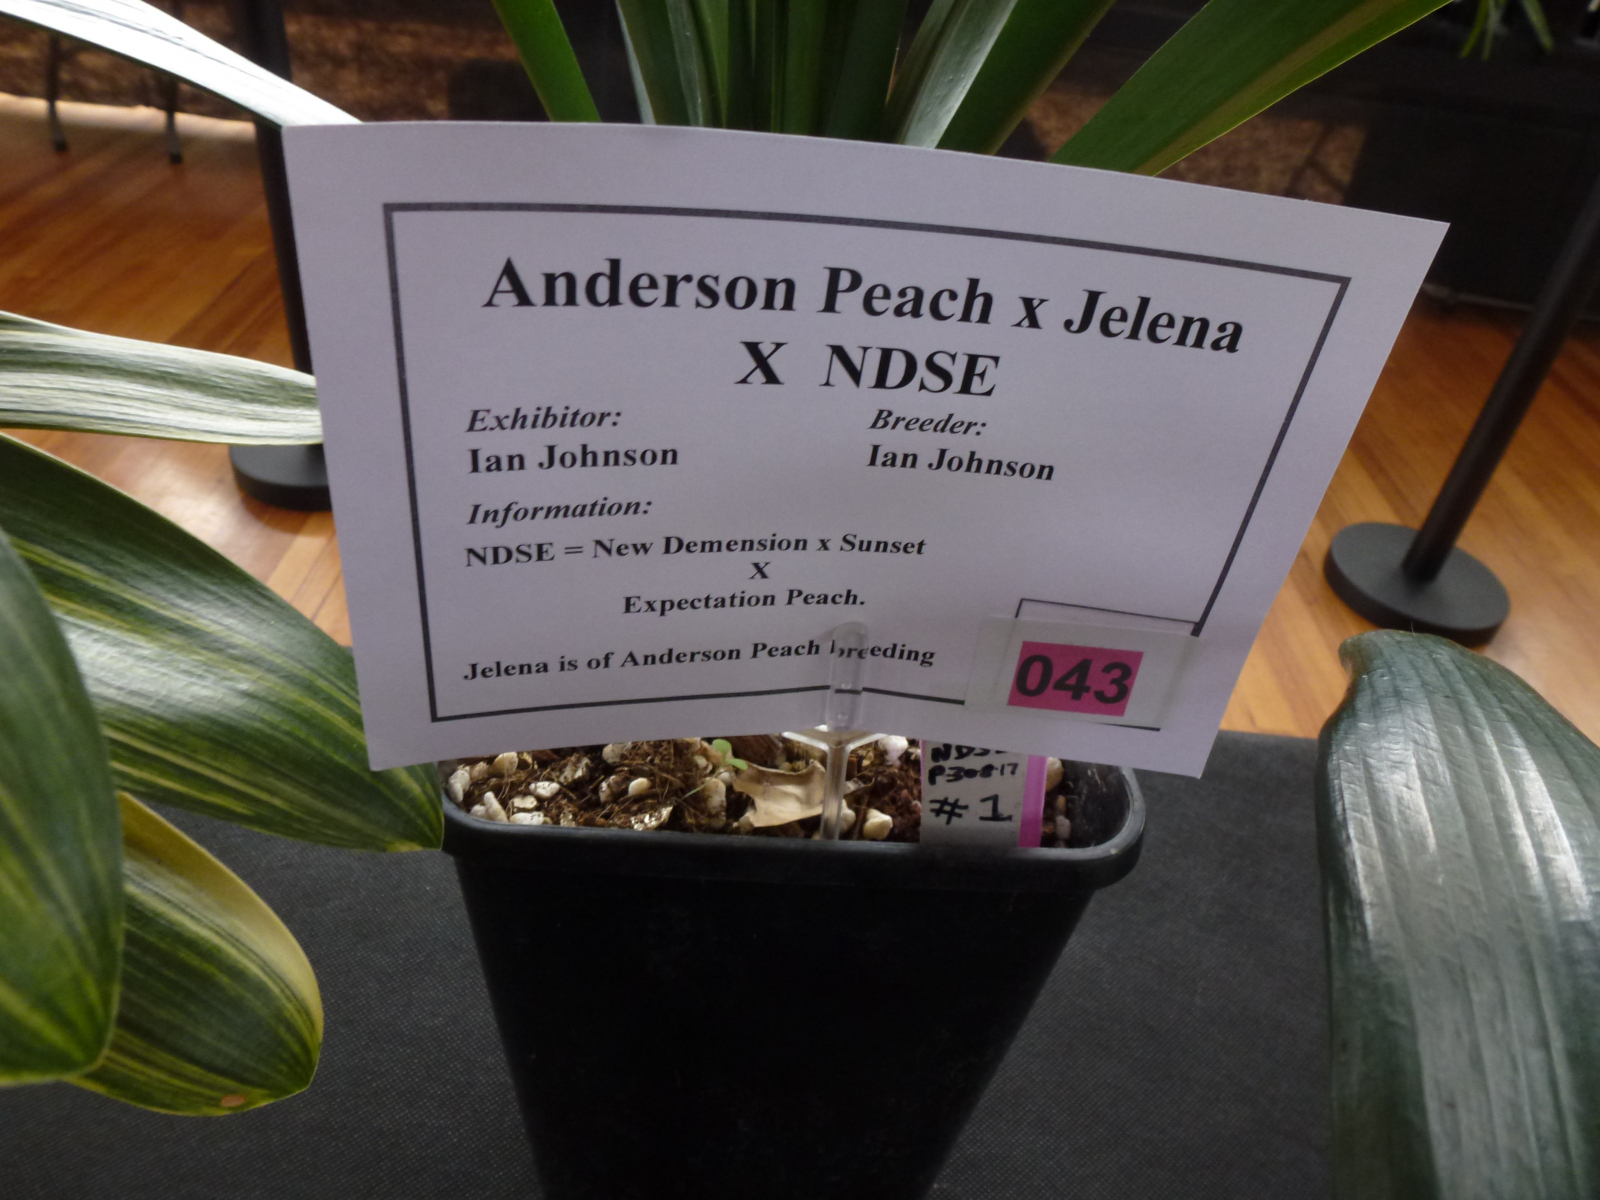 Anderson Peach x Jelena
X NDSE
Exhibitor: Breeder:
Ian Johnson Ian Johnson
Information:
NDSE = New Demension x Sunset
X
Expectation Peach.
Jelena is of Anderson Peach breeding
043
#1